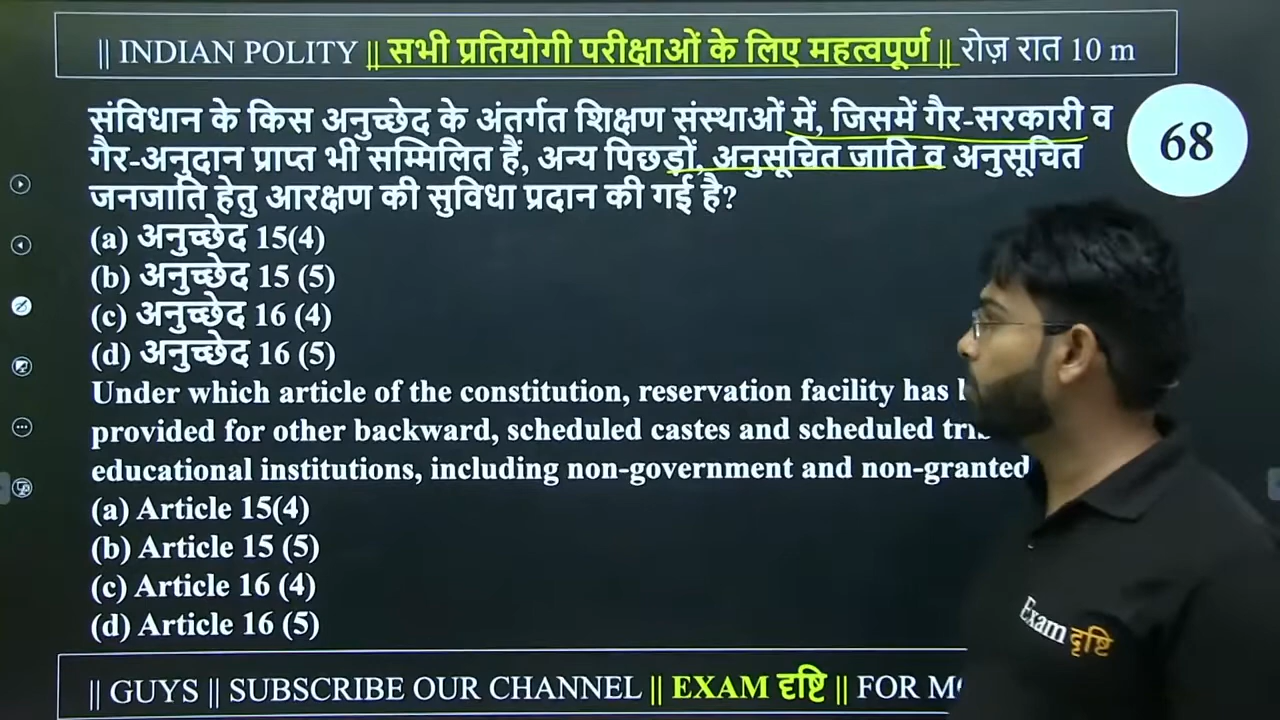 || INDIAN POLITY || सभी प्रतियोगी परीक्षाओं के लिए महत्वपूर्ण || रोज़ रात 10 m
संविधान के किस अनुच्छेद के अंतर्गत शिक्षण संस्थाओं में, जिसमें गैर-सरकारी व
गैर-अनुदान प्राप्त भी सम्मिलित हैं, अन्य पिछड़ों, अनुसूचित जाति व अनुसूचित
जनजाति हेतु आरक्षण की सुविधा प्रदान की गई है?
68
(a) अनुच्छेद 15(4)
(b) अनुच्छेद 15 (5)
(c) अनुच्छेद 16 (4)
(d) अनुच्छेद 16 (5)
Under which article of the constitution, reservation facility has
provided for other backward, scheduled castes and scheduled
educational institutions, including non-government and non-granted
(a) Article 15(4)
(b) Article 15 (5)
(c) Article 16 (4)
(d) Article 16 (5)
Exam दृष्टि
|| GUYS || SUBSCRIBE OUR CHANNEL || EXAM दृष्टि || FOR